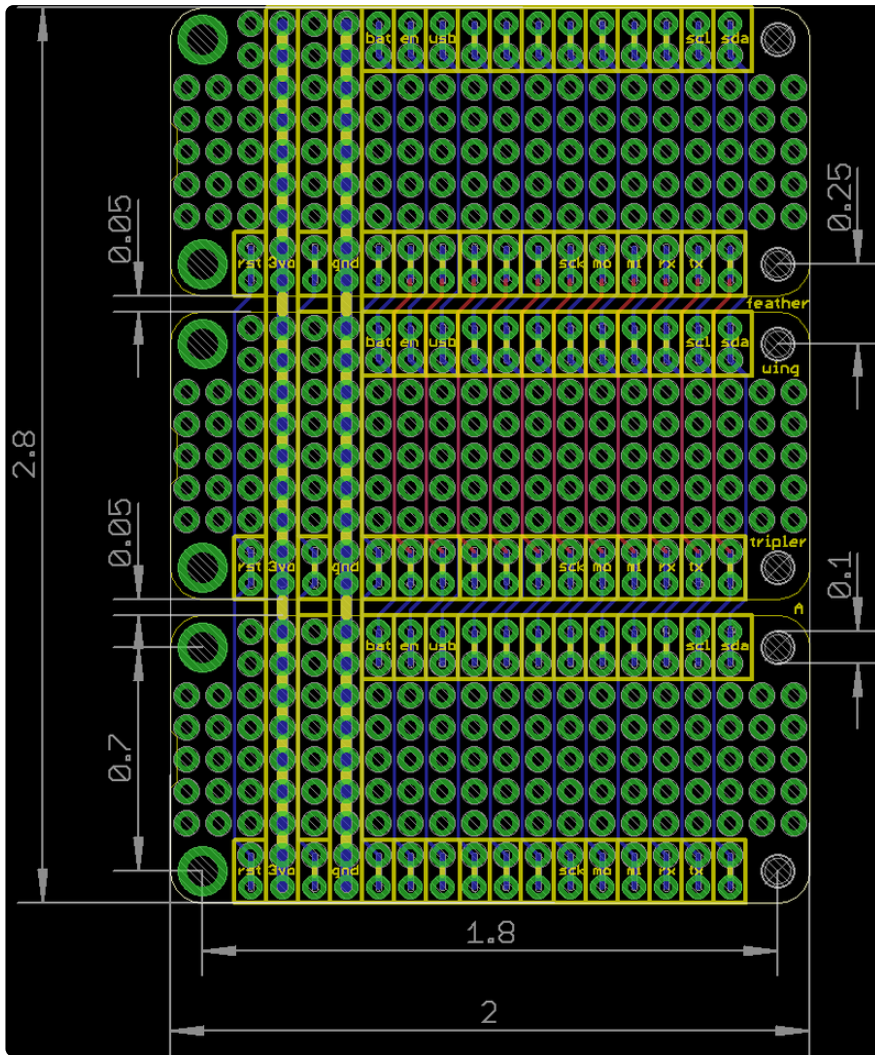 bat en usb scl sda
0.25
0.05
rst 3vo gnd sck mo mi rx tx
feather
bat en usb scl sda
wing
2.8
0.05
tripler
rst 3vo gnd sck mo mi rx tx
0.1
A
bat en usb scl sda
0.7
rst 3vo gnd sck mo mi rx tx
1.8
2